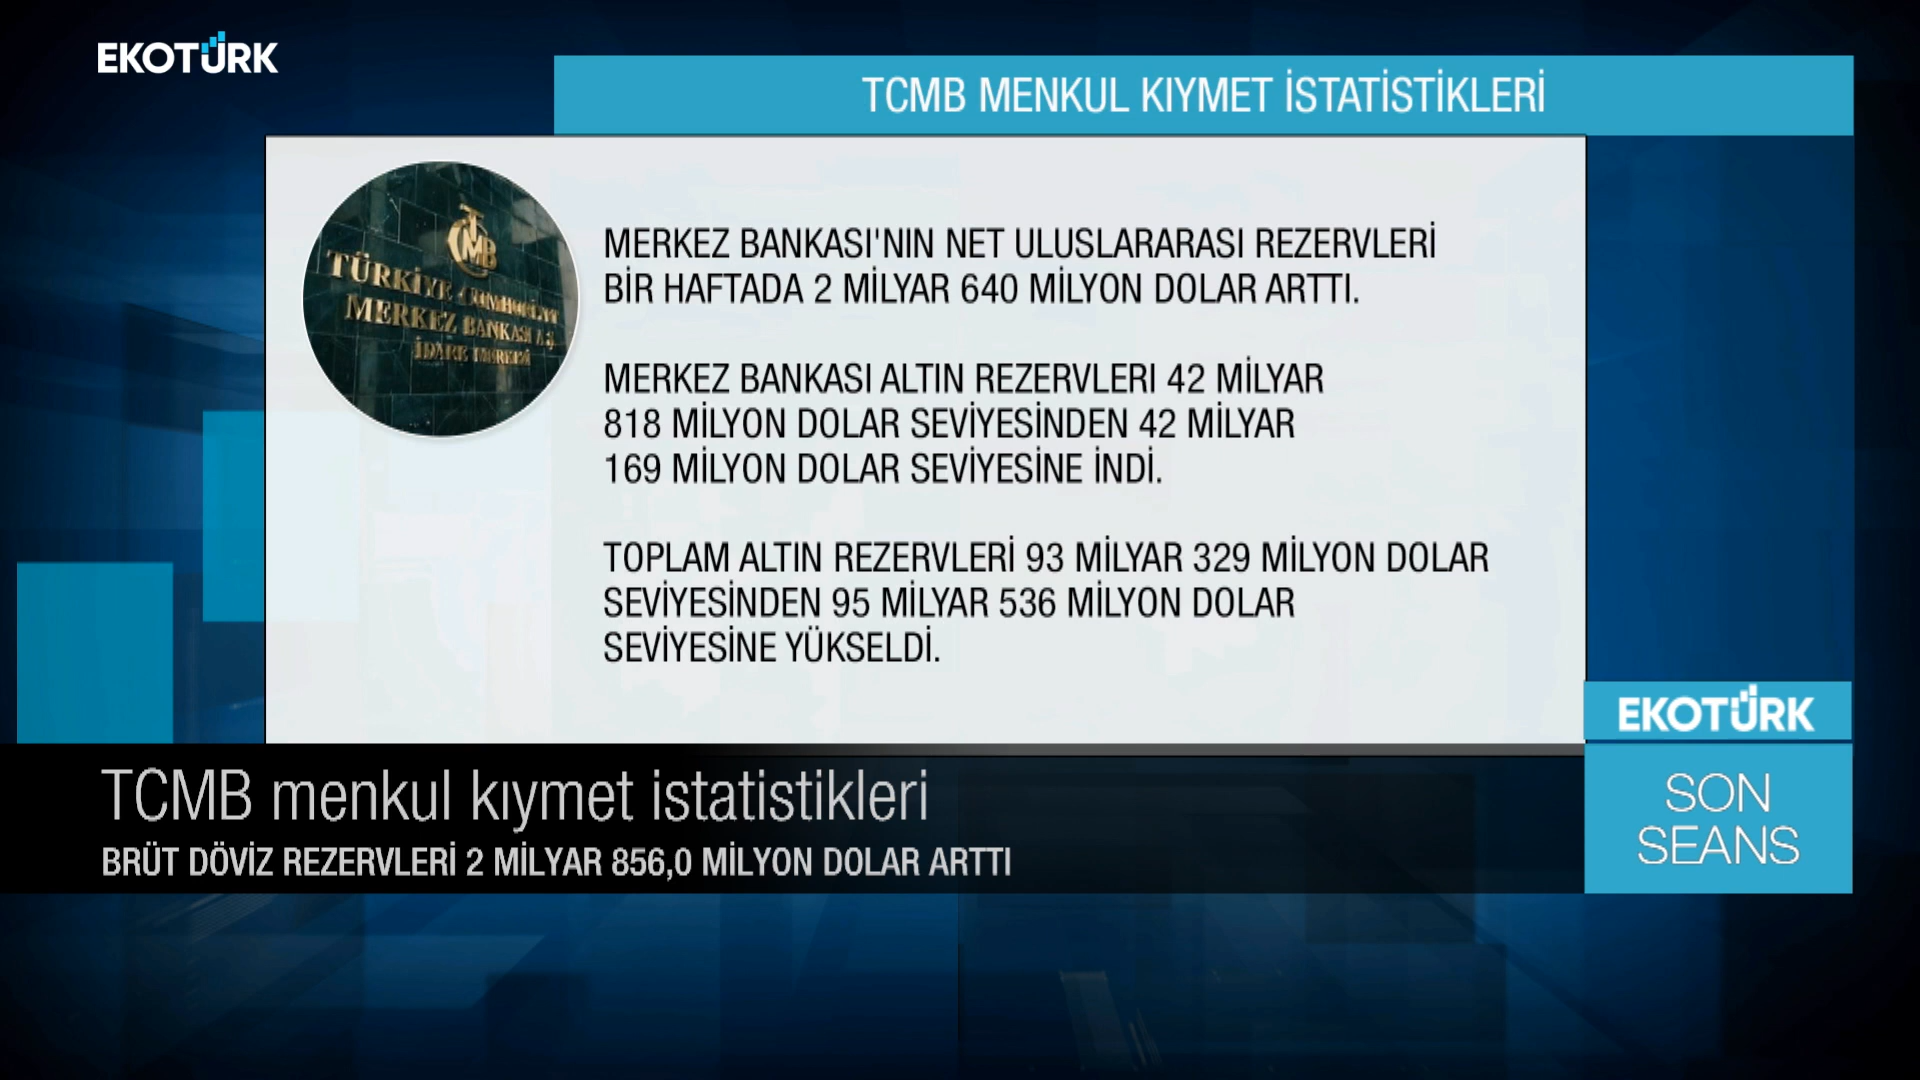 EKOTÜRK
TCMB MENKUL KIYMET İSTATİSTİKLERİ
TMB
TÜRKİYE CUMHURİYET
MERKEZ BANKASI A.Ş.
İDARE MERKEZİ
MERKEZ BANKASI'NIN NET ULUSLARARASI REZERVLERİ
BİR HAFTADA 2 MİLYAR 640 MİLYON DOLAR ARTTI.
MERKEZ BANKASI ALTIN REZERVLERI 42 MİLYAR
818 MİLYON DOLAR SEVİYESİNDEN 42 MİLYAR
169 MİLYON DOLAR SEVİYESİNE İNDİ.
TOPLAM ALTIN REZERVLERİ 93 MİLYAR 329 MİLYON DOLAR
SEVİYESİNDEN 95 MİLYAR 536 MİLYON DOLAR
SEVİYESİNE YÜKSELDİ.
EKOTÜRK
TCMB menkul kıymet istatistikleri
BRÜT DÖVİZ REZERVLERİ 2 MİLYAR 856,0 MİLYON DOLAR ARTTI
SON
SEANS